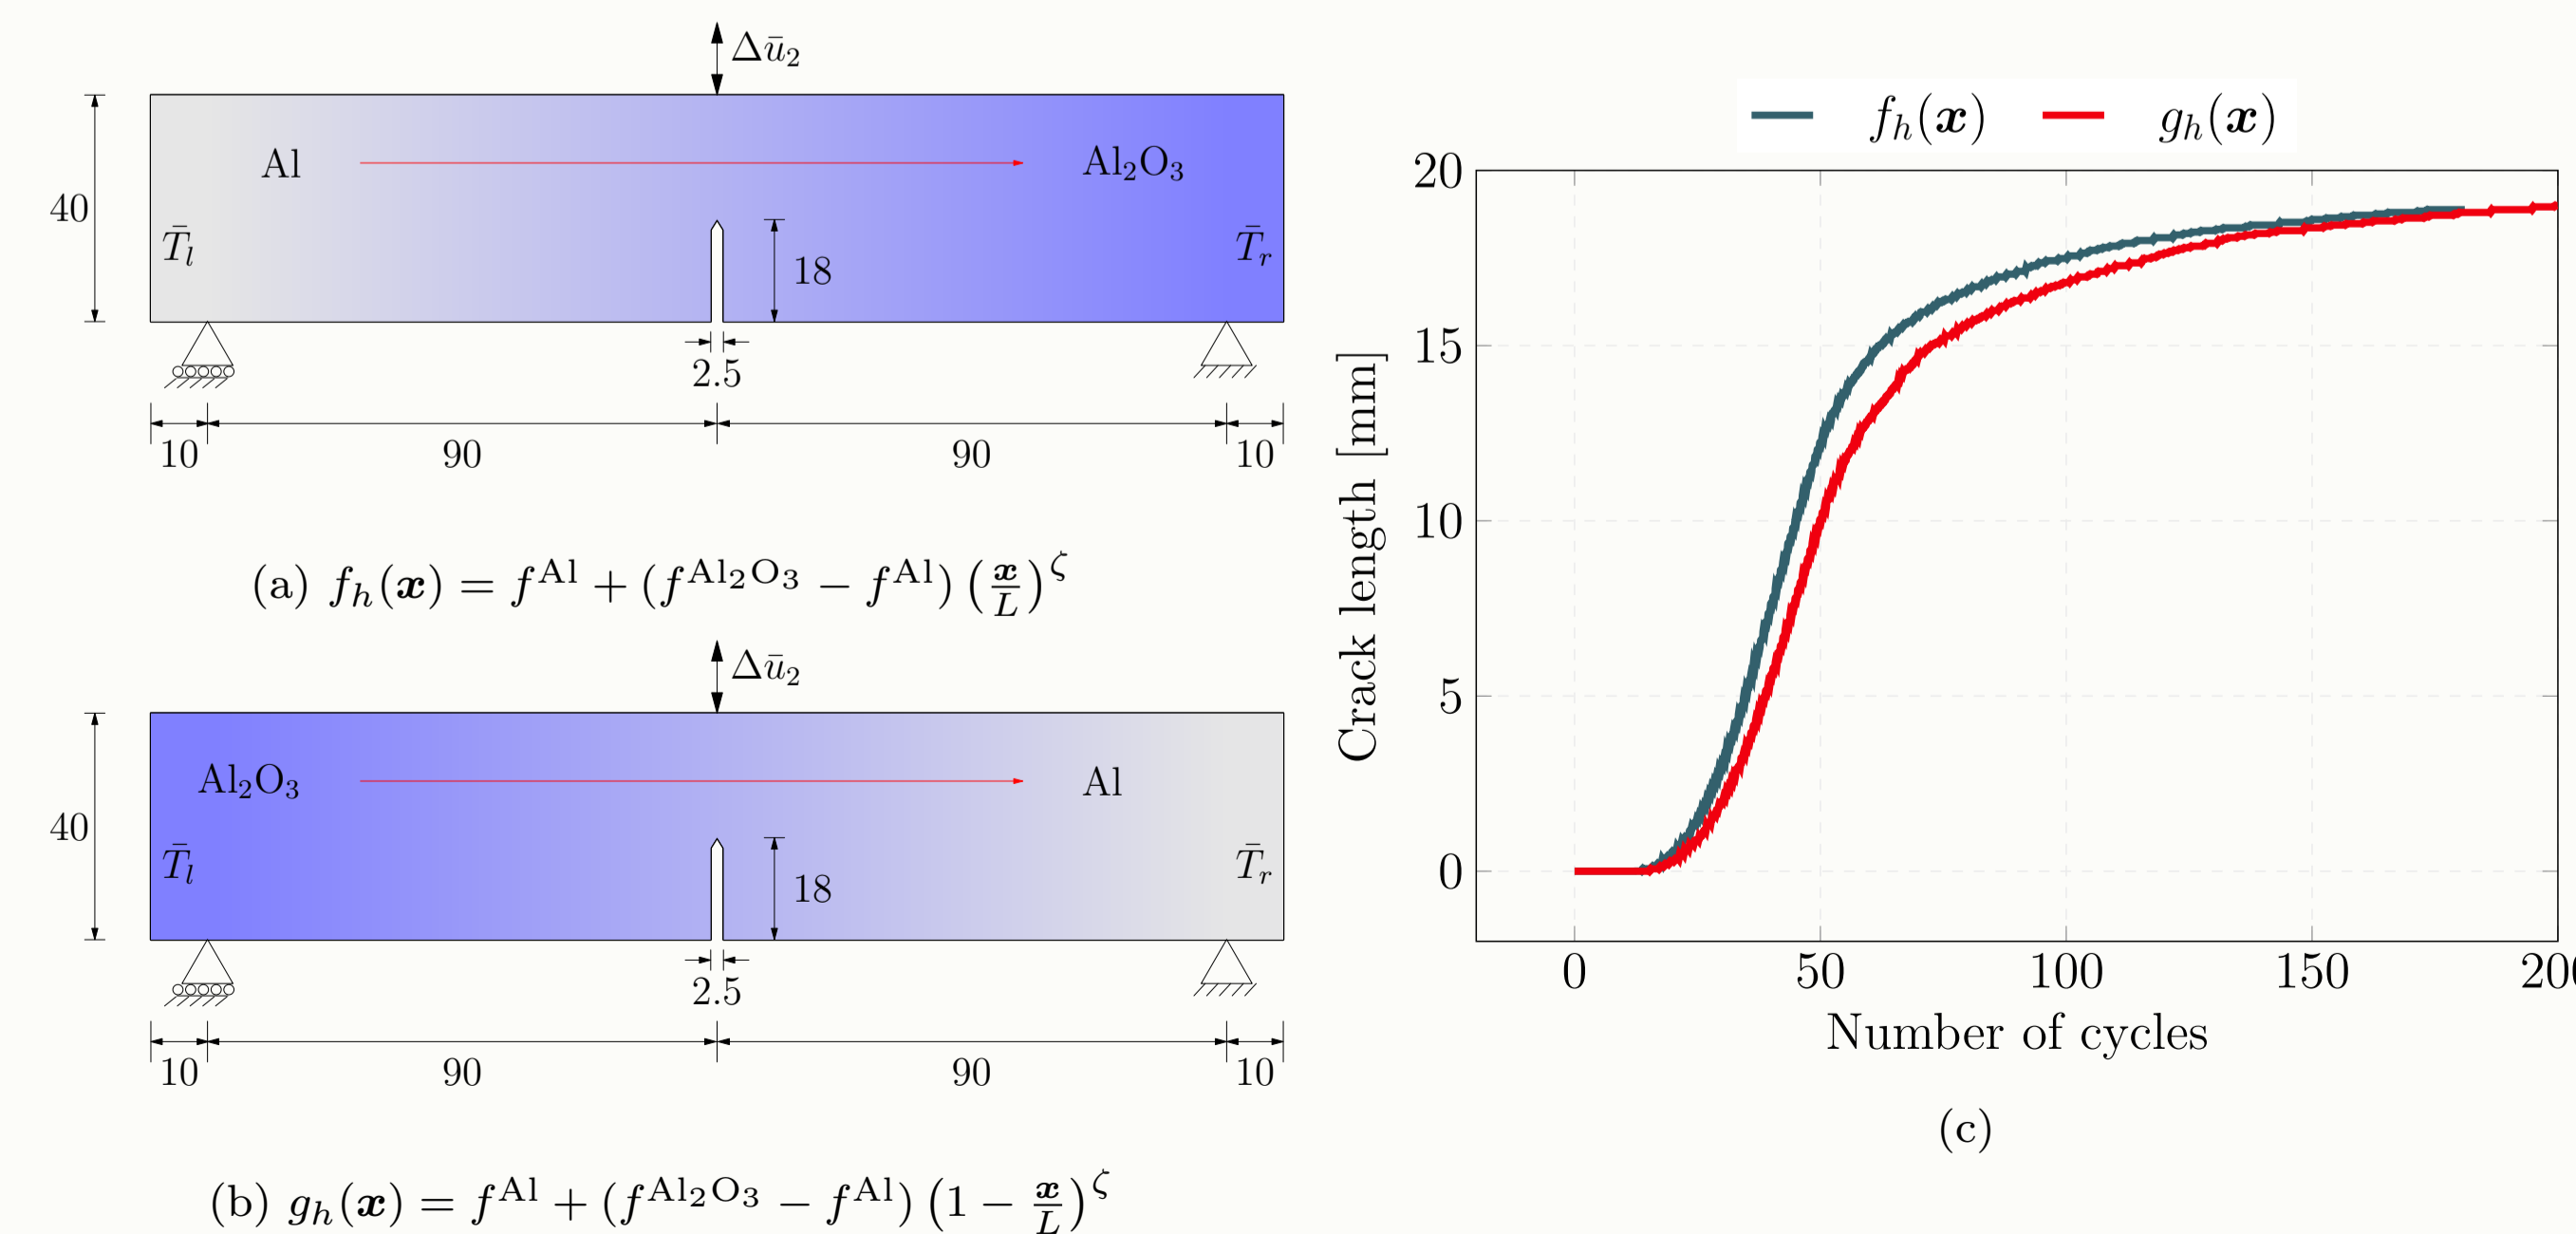 Δū₂
Al
Al₂O₃
40
T̄ₗ
T̄ᵣ
18
2.5
10
90
90
10
(a) fₕ(𝒙) = f^Al + (f^Al₂O₃ − f^Al) (𝒙/L)^ζ
Δū₂
Al₂O₃
Al
40
T̄ₗ
T̄ᵣ
18
2.5
10
90
90
10
(b) gₕ(𝒙) = f^Al + (f^Al₂O₃ − f^Al) (1 − 𝒙/L)^ζ
fₕ(𝒙) gₕ(𝒙)
20
15
10
5
0
Crack length [mm]
0 50 100 150 200
Number of cycles
(c)